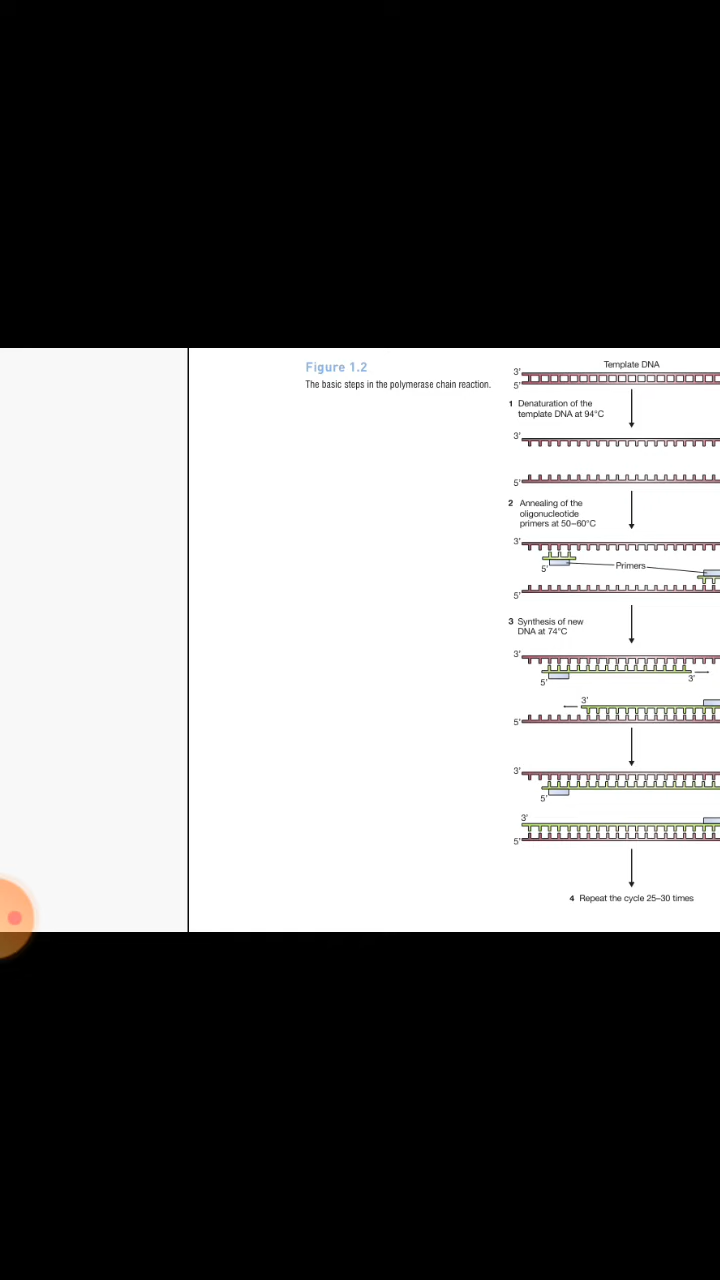 Figure 1.2
The basic steps in the polymerase chain reaction.
Template DNA
3'
5'
1 Denaturation of the
template DNA at 94°C
3'
5'
2 Annealing of the
oligonucleotide
primers at 50–60°C
3'
5'
Primers
5'
3 Synthesis of new
DNA at 74°C
3'
5'
3'
3'
5'
3'
5'
3'
5'
4 Repeat the cycle 25–30 times